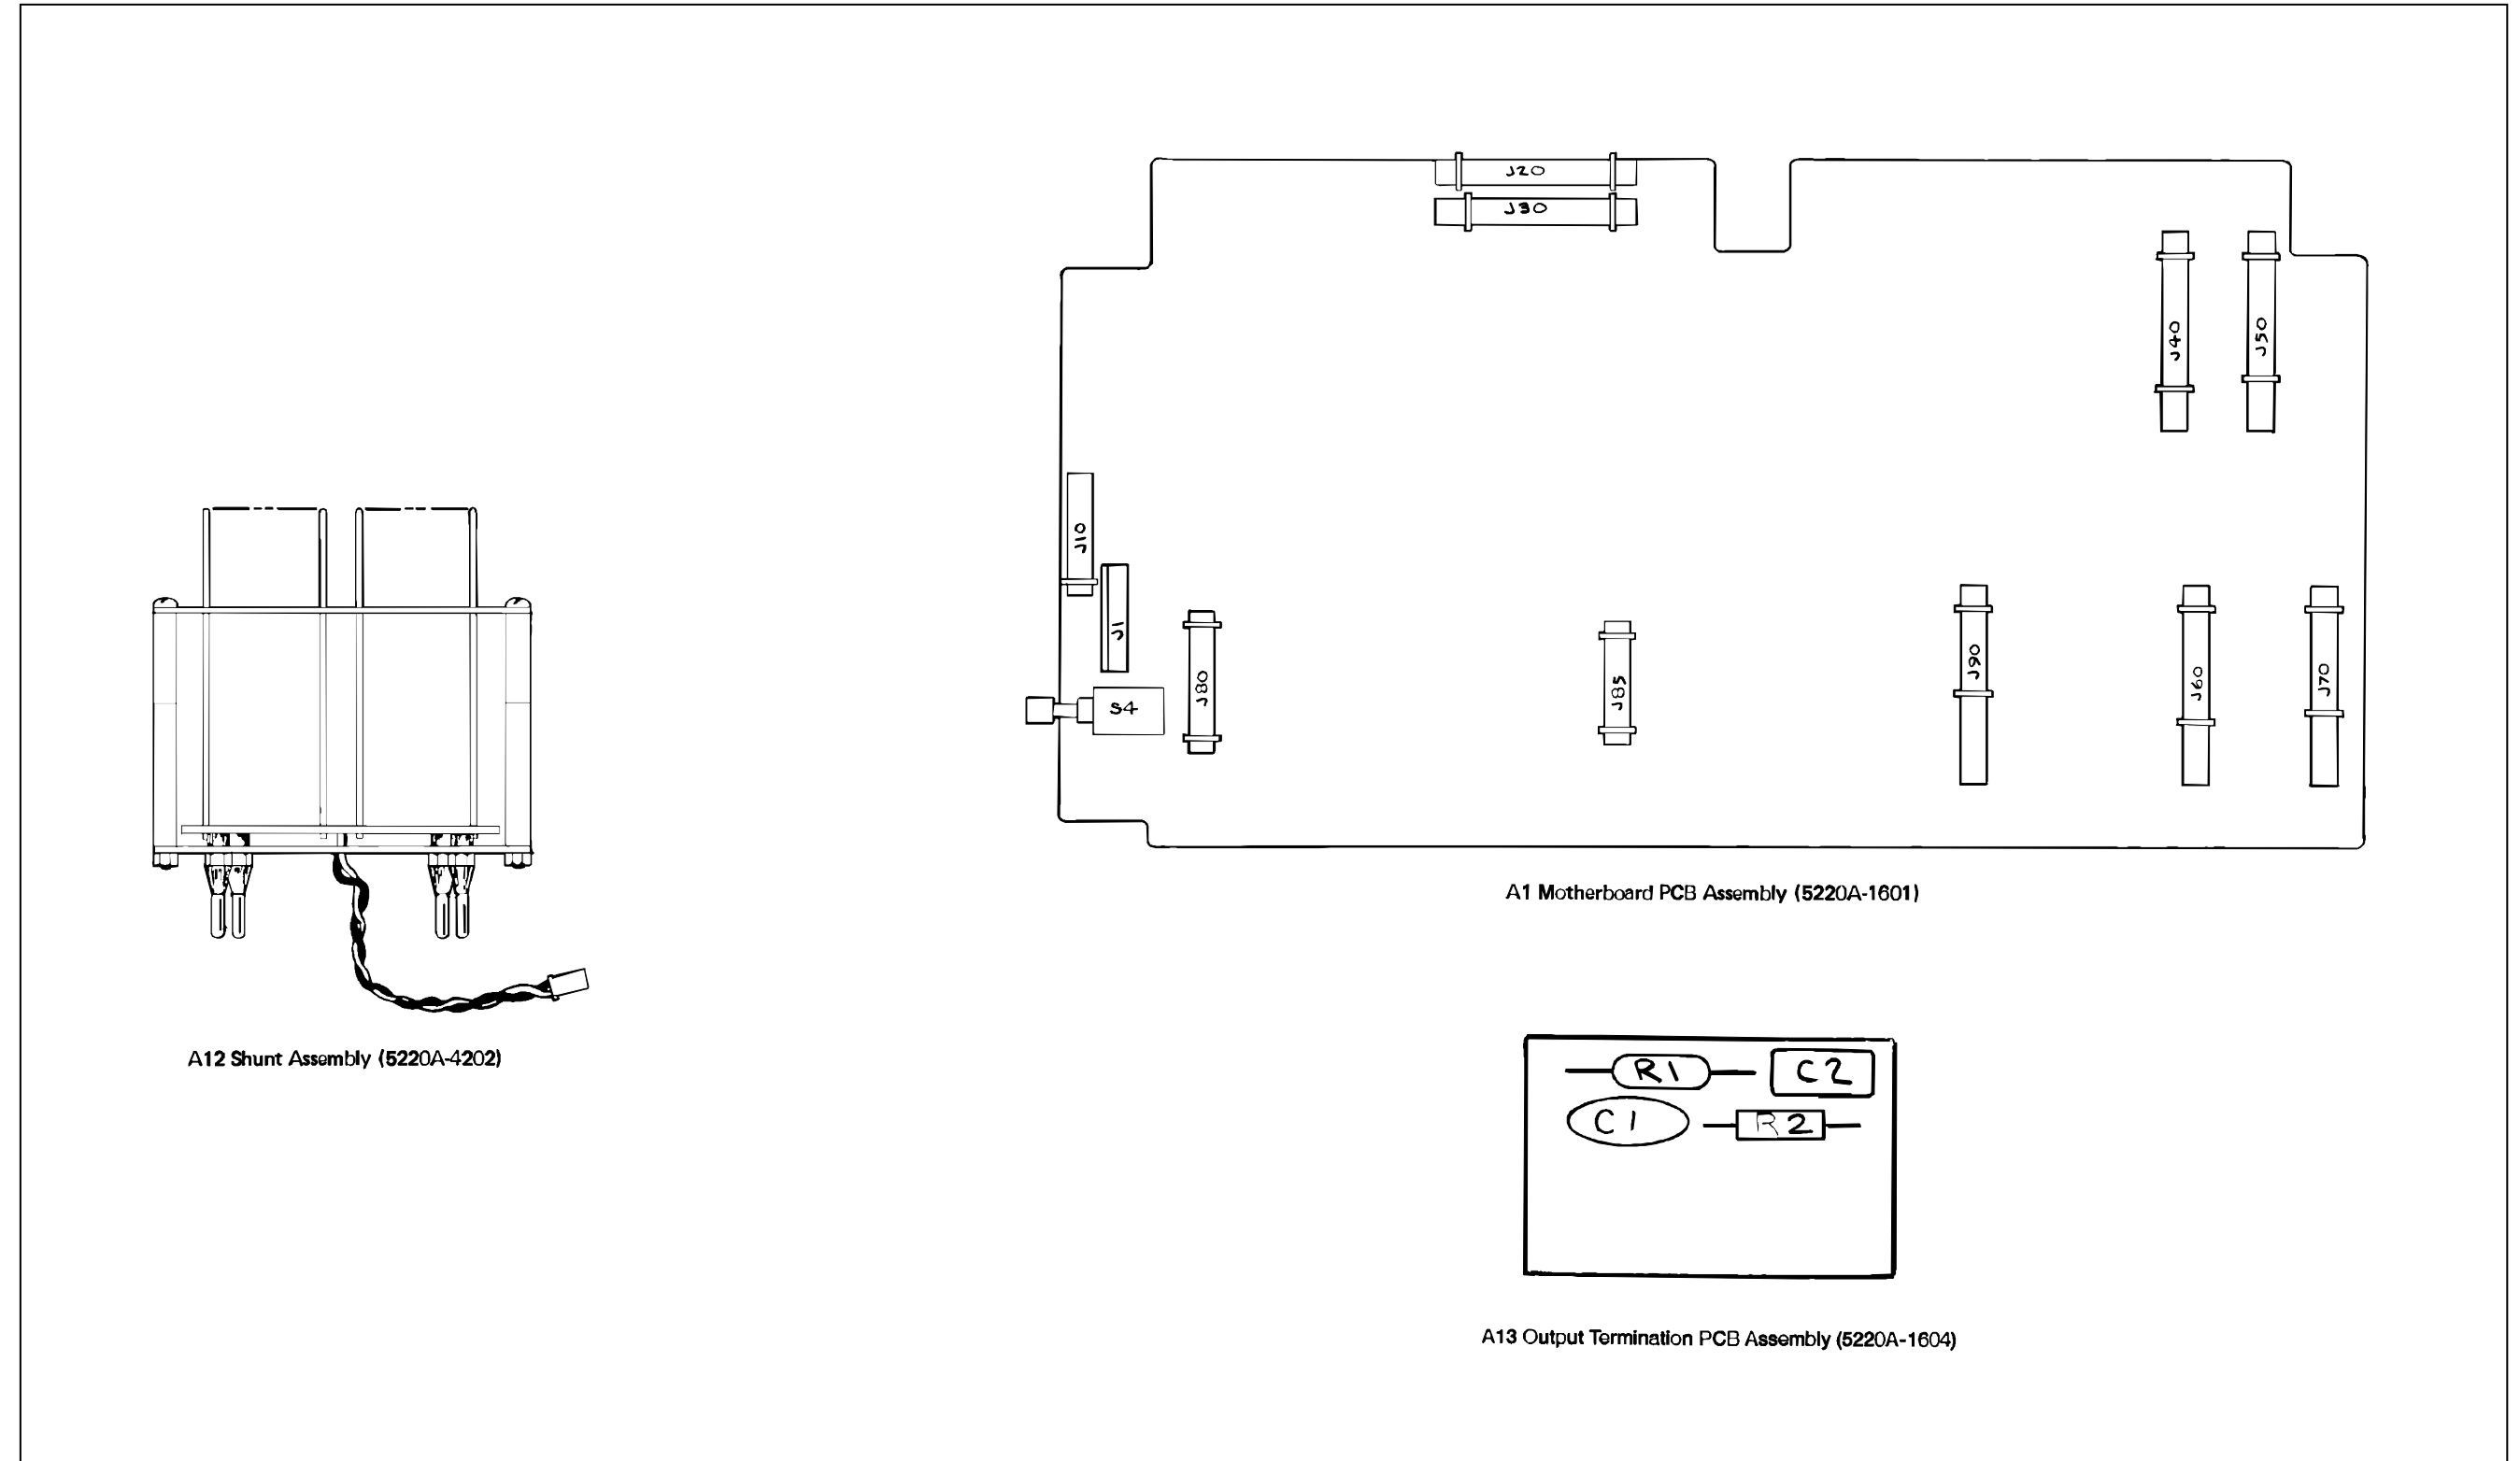 J20
J30
J40
J50
J10
J1
S4
J80
J85
J90
J60
J70
A1 Motherboard PCB Assembly (5220A-1601)
A12 Shunt Assembly (5220A-4202)
R1
C2
C1
R2
A13 Output Termination PCB Assembly (5220A-1604)